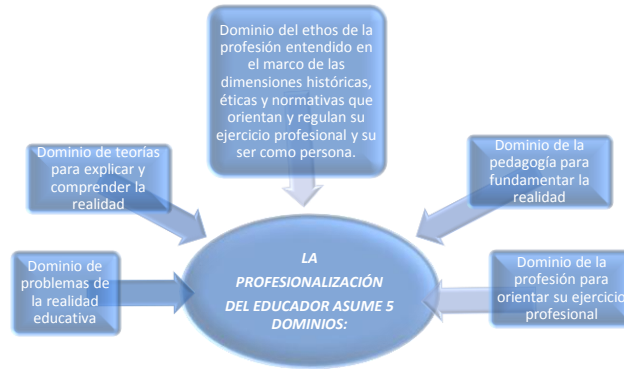 Dominio del ethos de la
profesión entendido en
el marco de las
dimensiones históricas,
éticas y normativas que
orientan y regulan su
ejercicio profesional y su
ser como persona.
Dominio de teorías
para explicar y
comprender la
realidad
Dominio de la
pedagogía para
fundamentar la
realidad
Dominio de
problemas de
la realidad
educativa
LA
PROFESIONALIZACIÓN
DEL EDUCADOR ASUME 5
DOMINIOS:
Dominio de la
profesión para
orientar su ejercicio
profesional